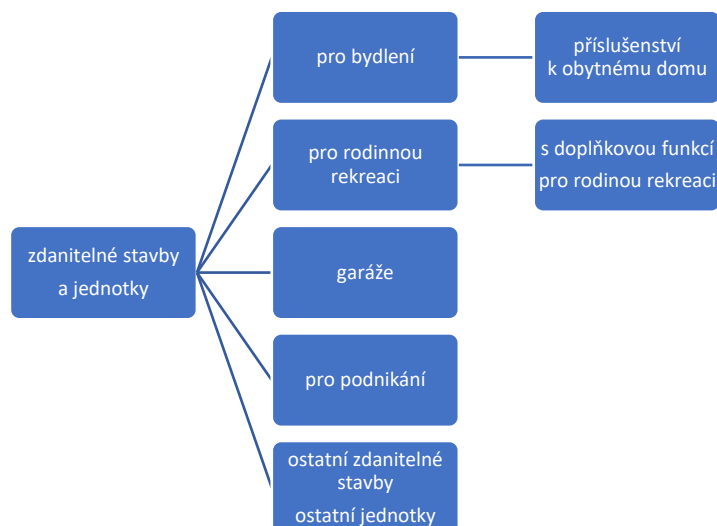 zdanitelné stavby
a jednotky
pro bydlení
příslušenství
k obytnému domu
pro rodinnou
rekreaci
s doplňkovou funkcí
pro rodinou rekreaci
garáže
pro podnikání
ostatní zdanitelné
stavby
ostatní jednotky